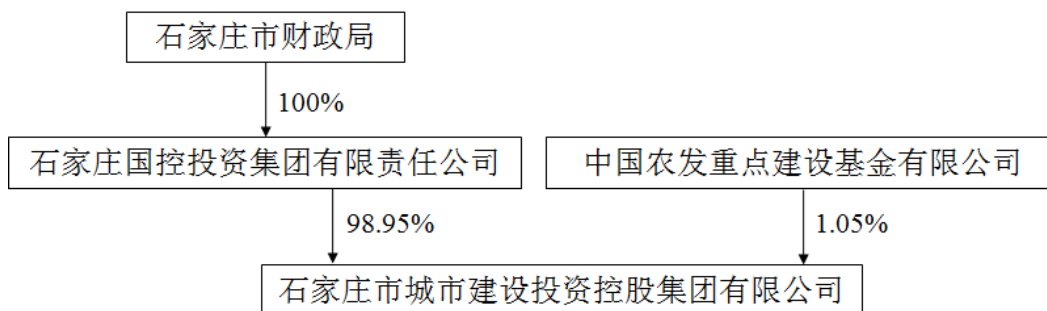 石家庄市财政局
100%
石家庄国控投资集团有限责任公司
中国农发重点建设基金有限公司
98.95%
1.05%
石家庄市城市建设投资控股集团有限公司